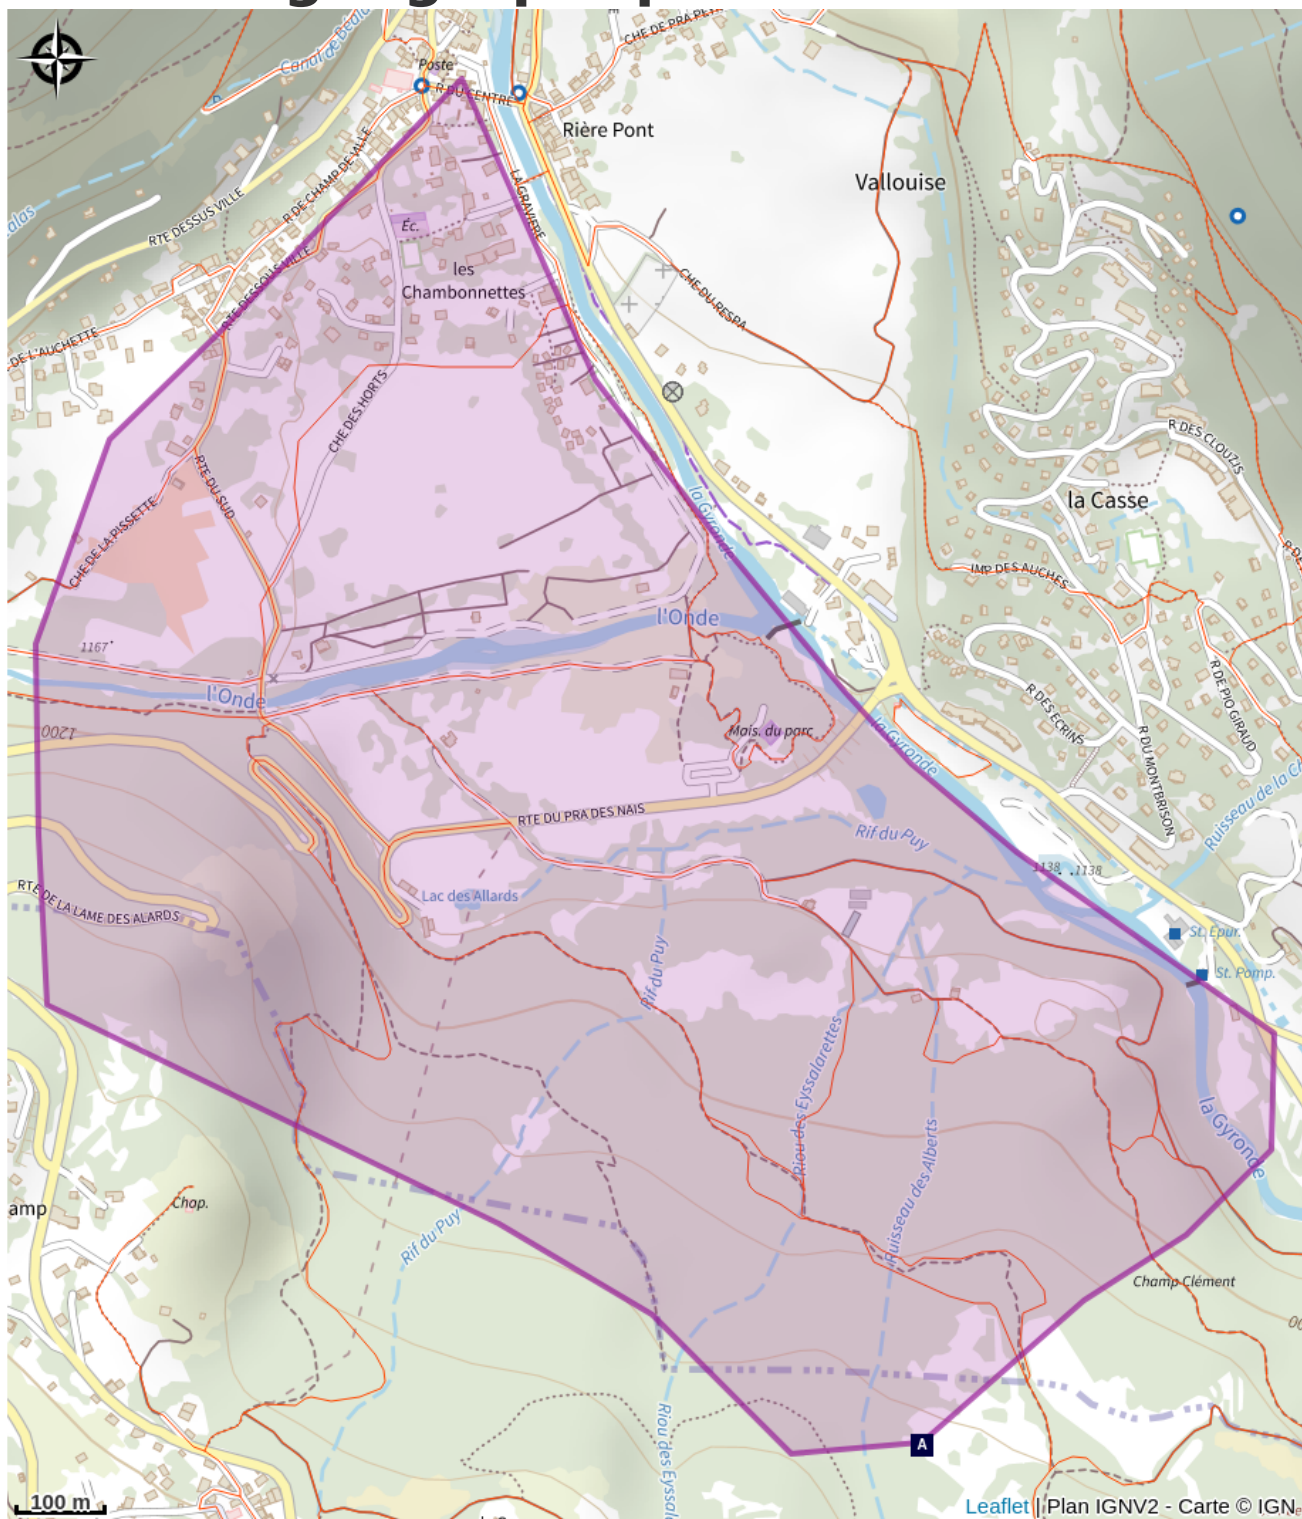 Canal de Béal
Poste
R DU CENTRE
CHE DE PRA PEY
Rière Pont
Vallouise
R DE CHAMP DE VILLE
RTE DESSUS VILLE
LA GRAVIÈRE
Éc.
les
Chambonnettes
RTE DESSOUS VILLE
CHE DU RESPA
DE L'AUCHETTE
CHE DES HORTS
R DES CLOUZIS
la Casse
RTE DU SUD
CHE DE LA PISSETTE
la Gyronde
IMP DES AUCHES
l'Onde
1167
l'Onde
1200
R DE PIO GIRAUD
R DES ECRINS
R DU MONTBRISON
Mais. du parc
la Gyronde
RTE DU PRA DES NAIS
Rif du Puy
Ruisseau de la
1138
1138
Lac des Allards
RTE DE LA LAME DES ALARDS
St. Epur.
St. Pomp.
Rif du Puy
Riou des Eyssalarettes
Ruisseau des Alberts
la Gyronde
amp
Chap.
Rif du Puy
Champ Clément
A
Riou des Eyssal
100 m
Leaflet | Plan IGNV2 - Carte © IGN